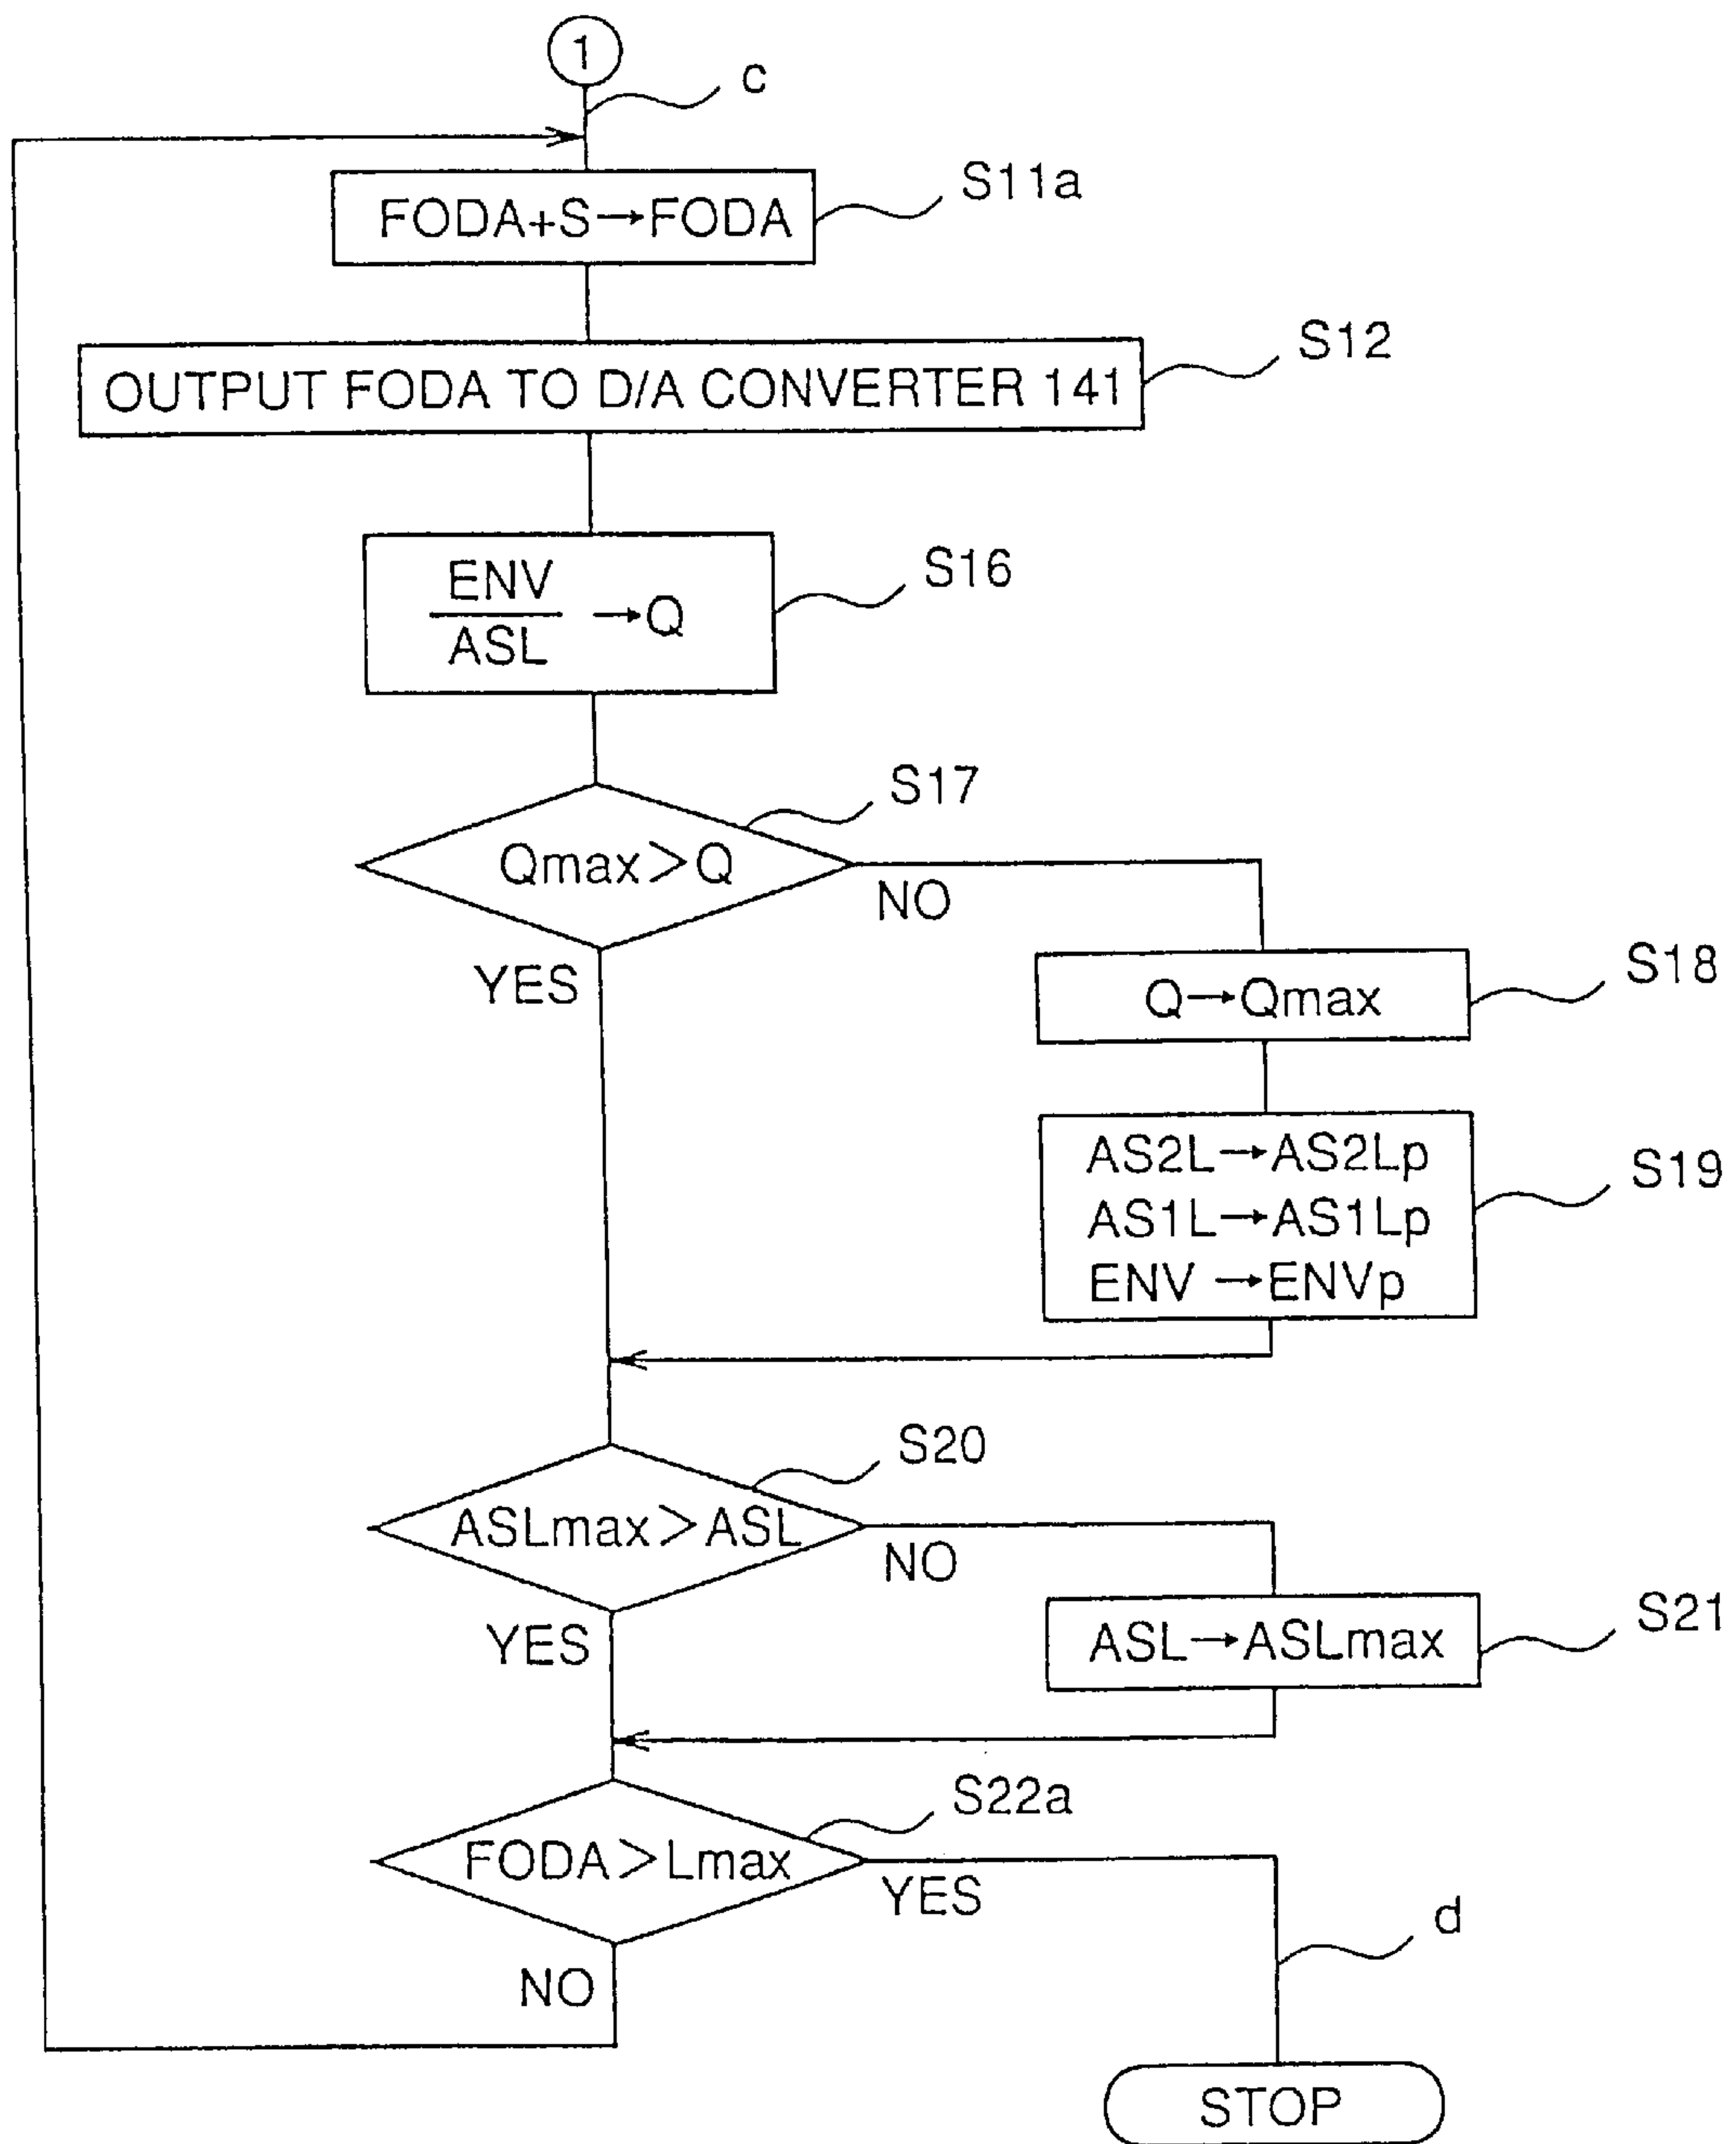 1
c
FODA+S→FODA
S11a
OUTPUT FODA TO D/A CONVERTER 141
S12
ENV
ASL
→Q
S16
Qmax>Q
S17
NO
YES
Q→Qmax
S18
AS2L→AS2Lp
AS1L→AS1Lp
ENV→ENVp
S19
ASLmax>ASL
S20
NO
YES
ASL→ASLmax
S21
FODA>Lmax
S22a
YES
NO
d
STOP